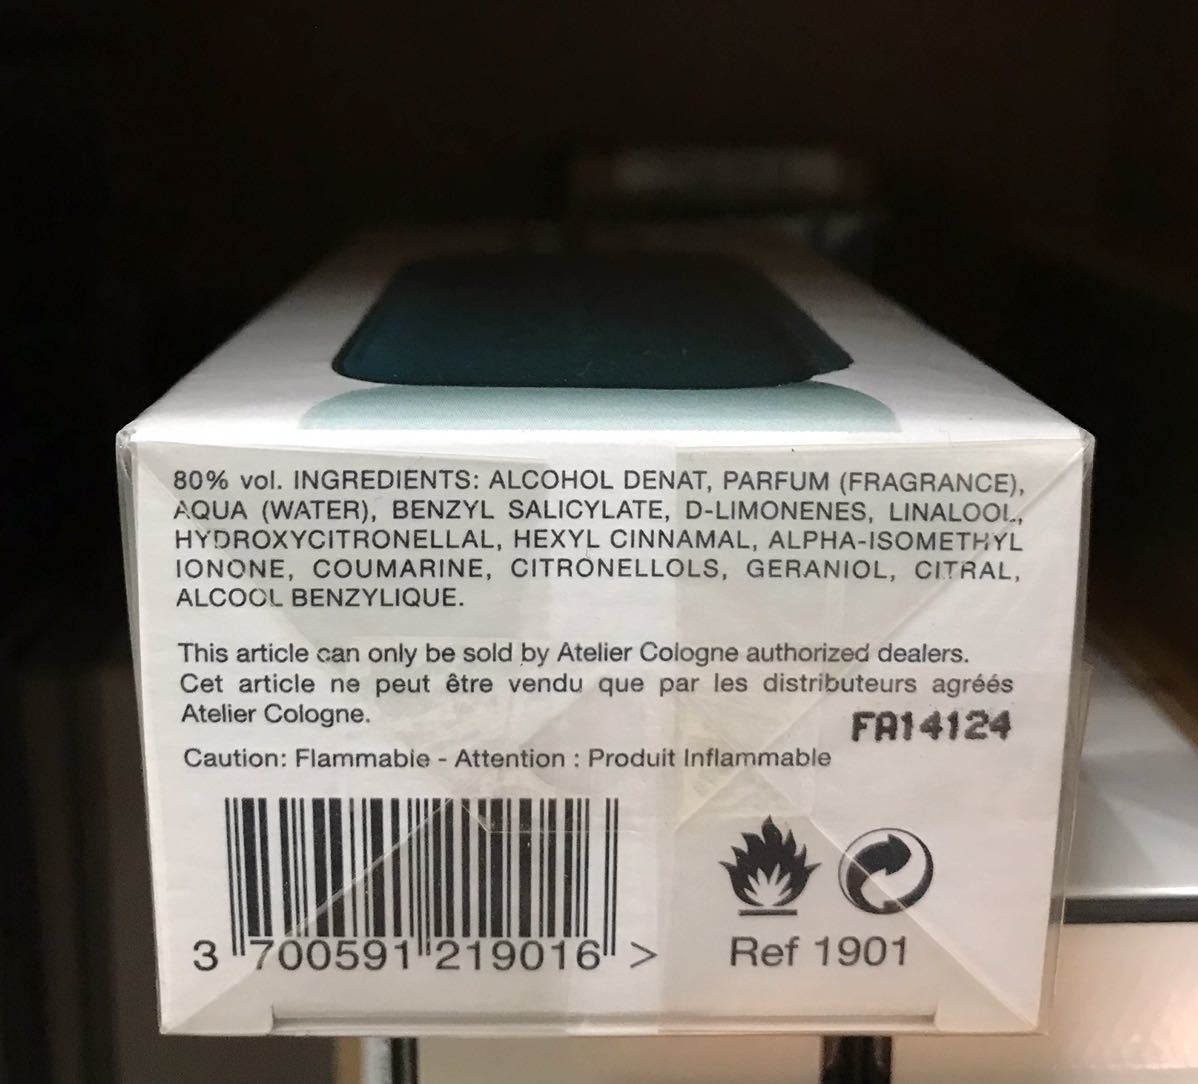 80% vol. INGREDIENTS: ALCOHOL DENAT, PARFUM (FRAGRANCE),
AQUA (WATER), BENZYL SALICYLATE, D-LIMONENES, LINALOOL,
HYDROXYCITRONELLAL, HEXYL CINNAMAL, ALPHA-ISOMETHYL
IONONE, COUMARINE, CITRONELLOLS, GERANIOL, CITRAL,
ALCOOL BENZYLIQUE.
This article can only be sold by Atelier Cologne authorized dealers.
Cet article ne peut être vendu que par les distributeurs agréés
Atelier Cologne.
FA14124
Caution: Flammable - Attention : Produit Inflammable
3 700591 219016 >
Ref 1901